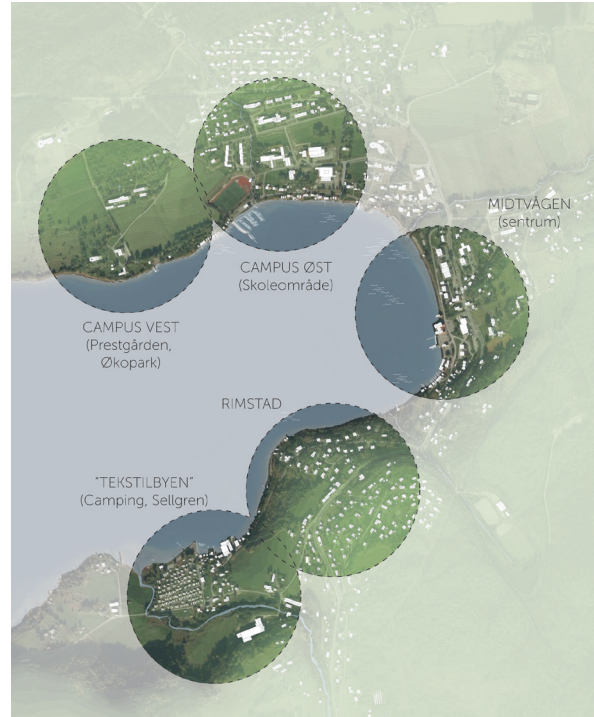 MIDTVÅGEN
(sentrum)
CAMPUS ØST
(Skoleområde)
CAMPUS VEST
(Prestgården,
Økopark)
RIMSTAD
"TEKSTILBYEN"
(Camping, Sellgren)